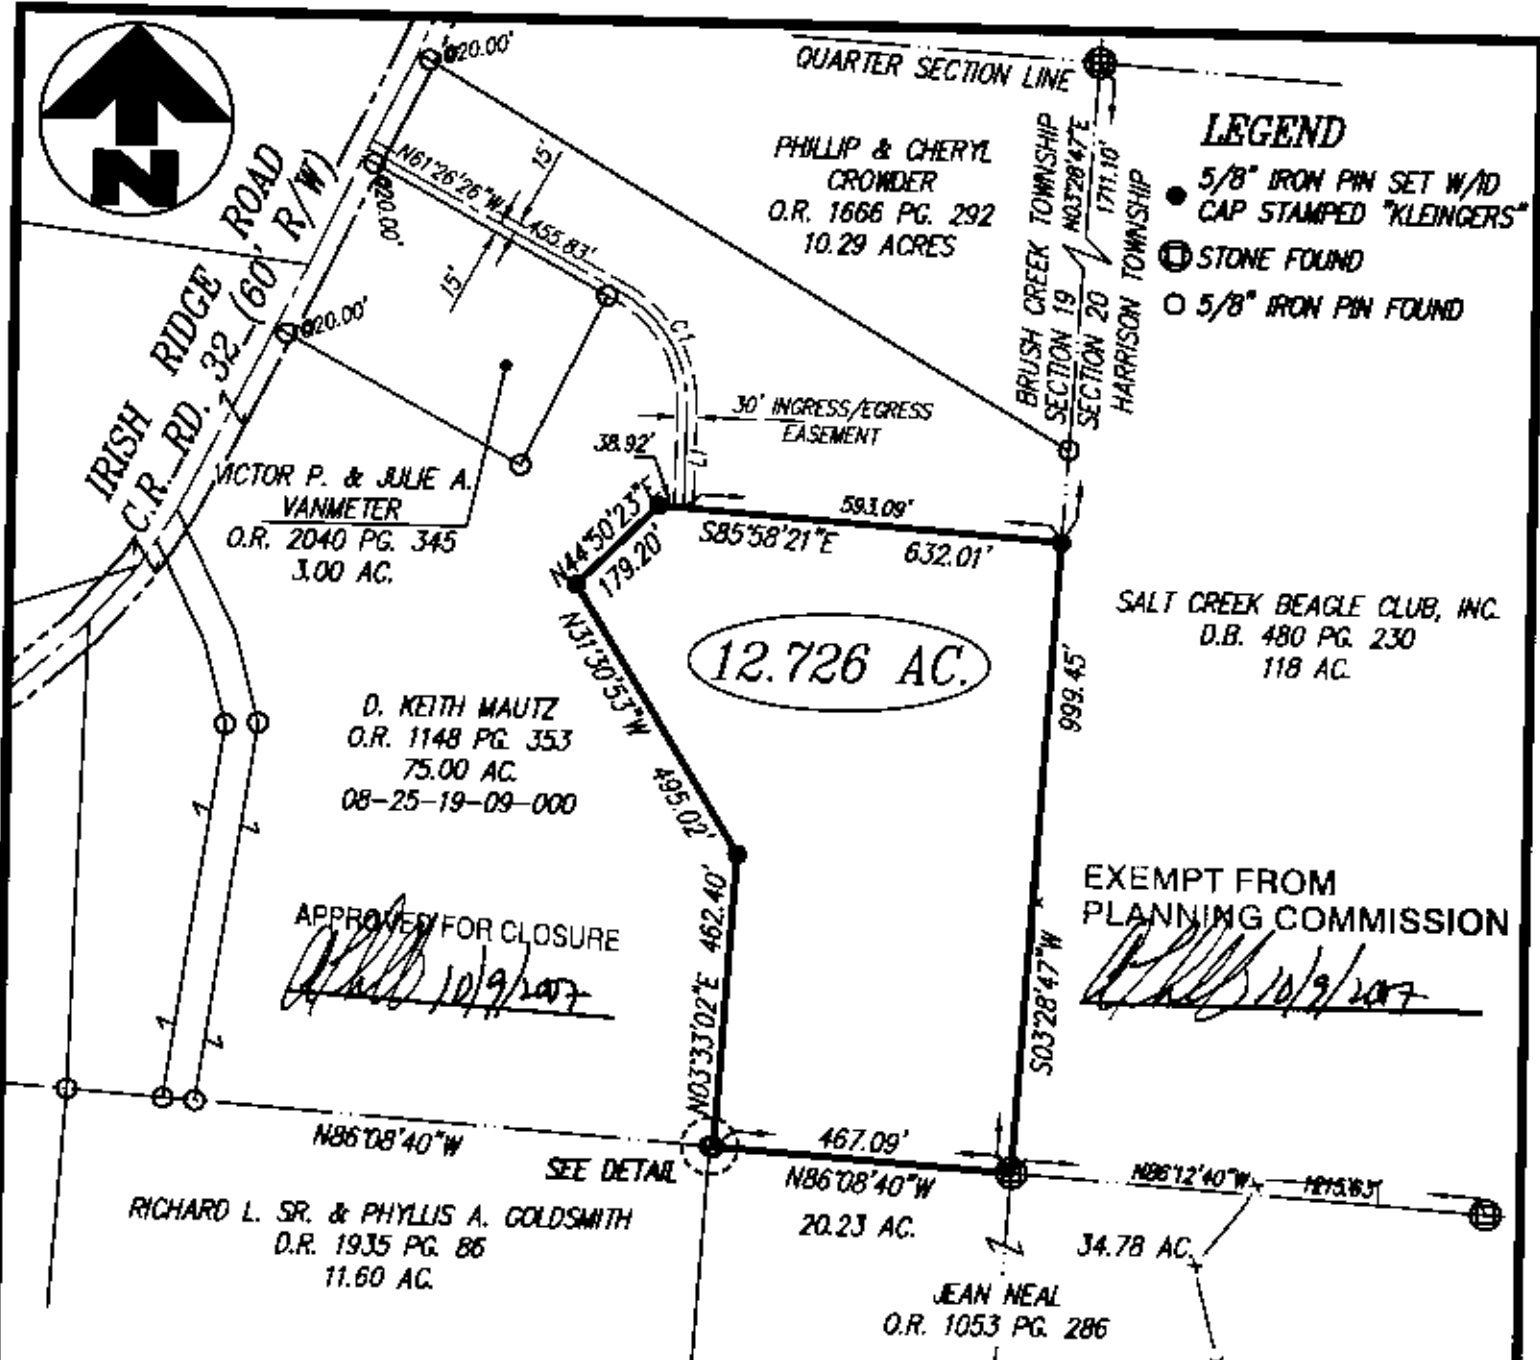 N
@20.00'
QUARTER SECTION LINE
LEGEND
5/8" IRON PIN SET W/ID
CAP STAMPED "KLEINGERS"
STONE FOUND
5/8" IRON PIN FOUND
PHILLIP & CHERYL
CROWDER
O.R. 1666 PG. 292
10.29 ACRES
BRUSH CREEK TOWNSHIP
SECTION 19
N03°28'47"E
1711.10'
SECTION 20
HARRISON TOWNSHIP
N61°26'26"W
455.83'
15'
15'
@20.00'
@20.00'
IRISH RIDGE ROAD
C.R. RD. 32 (60' R/W)
C1
30' INGRESS/EGRESS
EASEMENT
L1
38.92'
VICTOR P. & JULIE A.
VANMETER
O.R. 2040 PG. 345
3.00 AC.
N44°50'23"E
179.20'
593.09'
S85°58'21"E
632.01'
SALT CREEK BEAGLE CLUB, INC.
D.B. 480 PG. 230
118 AC.
12.726 AC.
N31°30'53"W
495.02'
999.45'
S03°28'47"W
D. KEITH MAUTZ
O.R. 1148 PG. 353
75.00 AC.
08-25-19-09-000
APPROVED FOR CLOSURE
10/9/2007
EXEMPT FROM
PLANNING COMMISSION
10/9/2007
N03°33'02"E 462.40'
N86°08'40"W
SEE DETAIL
467.09'
N86°08'40"W
20.23 AC.
N86°12'40"W
34.78 AC.
RICHARD L. SR. & PHYLLIS A. GOLDSMITH
O.R. 1935 PG. 86
11.60 AC.
JEAN NEAL
O.R. 1053 PG. 286